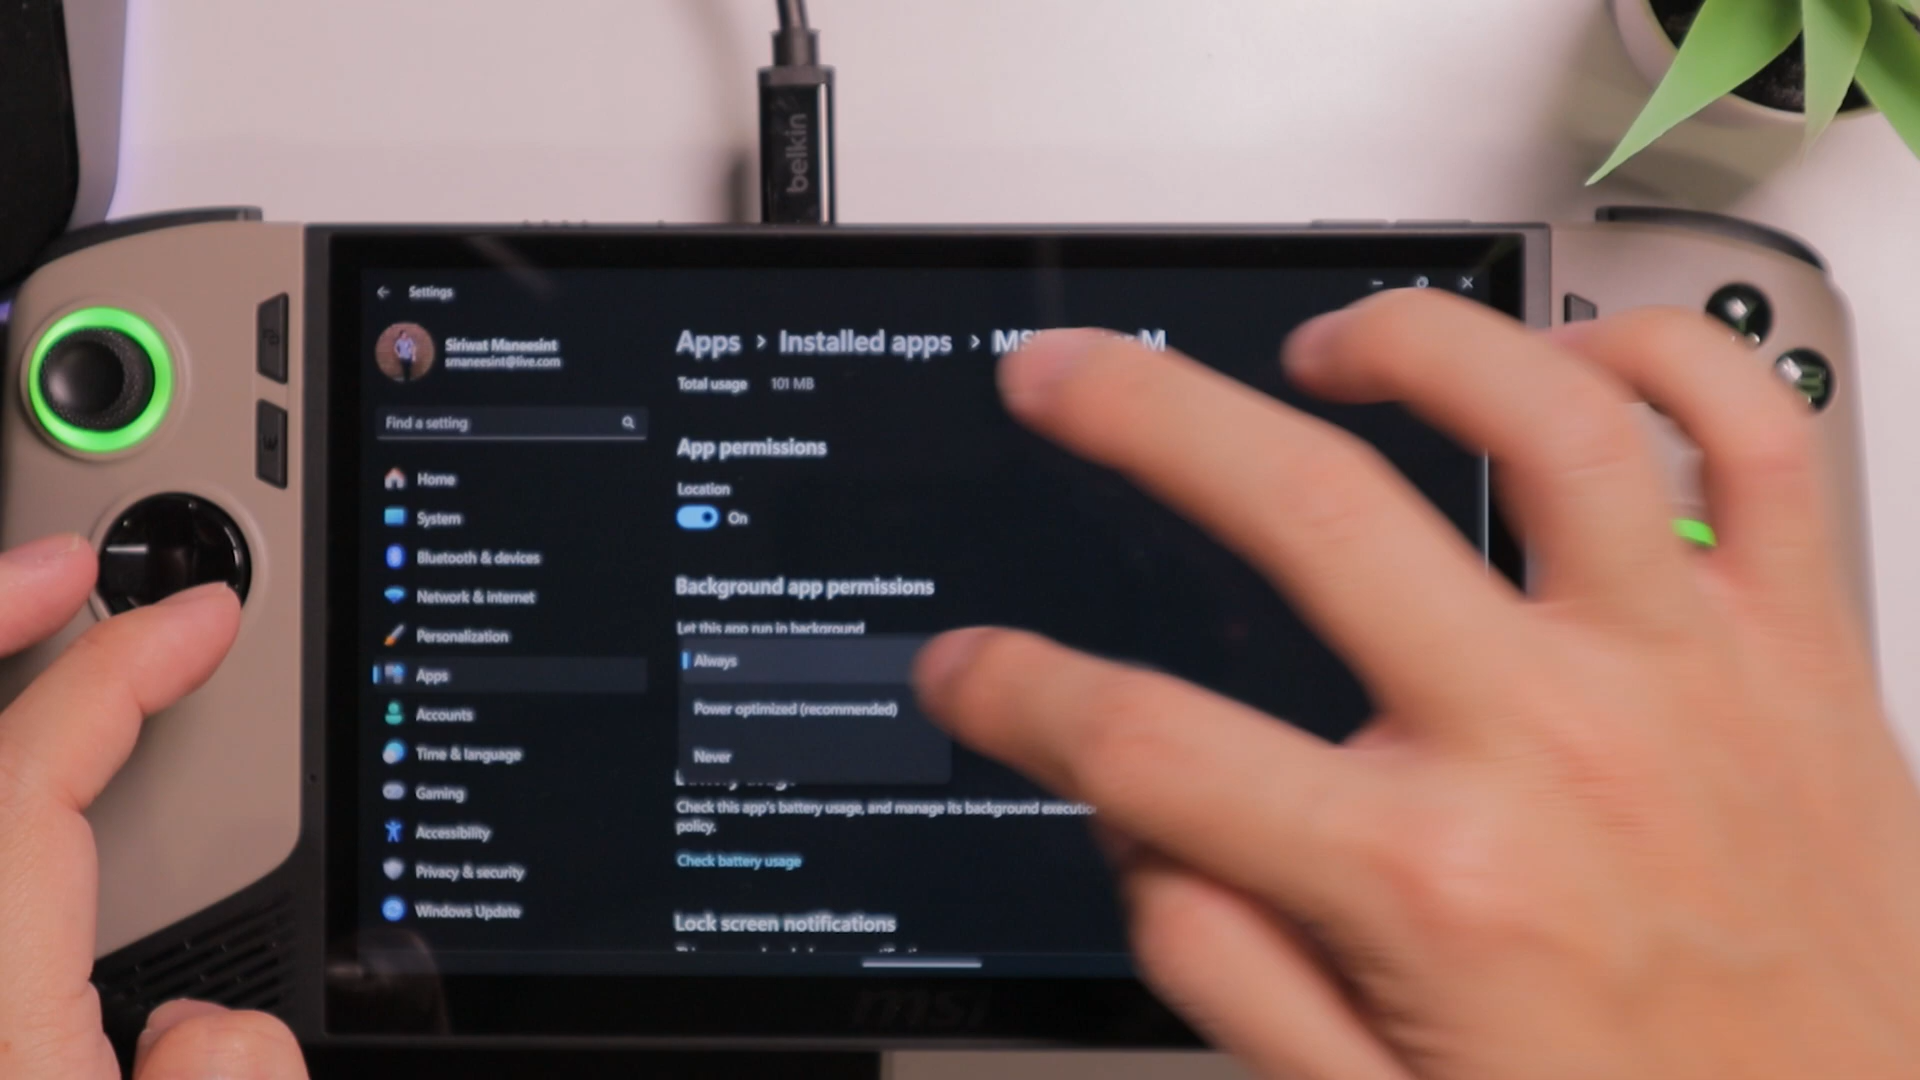 belkin
Settings
Siriwat Maneesint
smaneesint@live.com
Find a setting
Home
System
Bluetooth & devices
Network & internet
Personalization
Apps
Accounts
Time & language
Gaming
Accessibility
Privacy & security
Windows Update
Apps > Installed apps > MSI M
Total usage 101 MB
App permissions
Location
On
Background app permissions
Let this app run in background
Always
Power optimized (recommended)
Never
Check this app's battery usage, and manage its background execution
policy.
Check battery usage
Lock screen notifications
msi